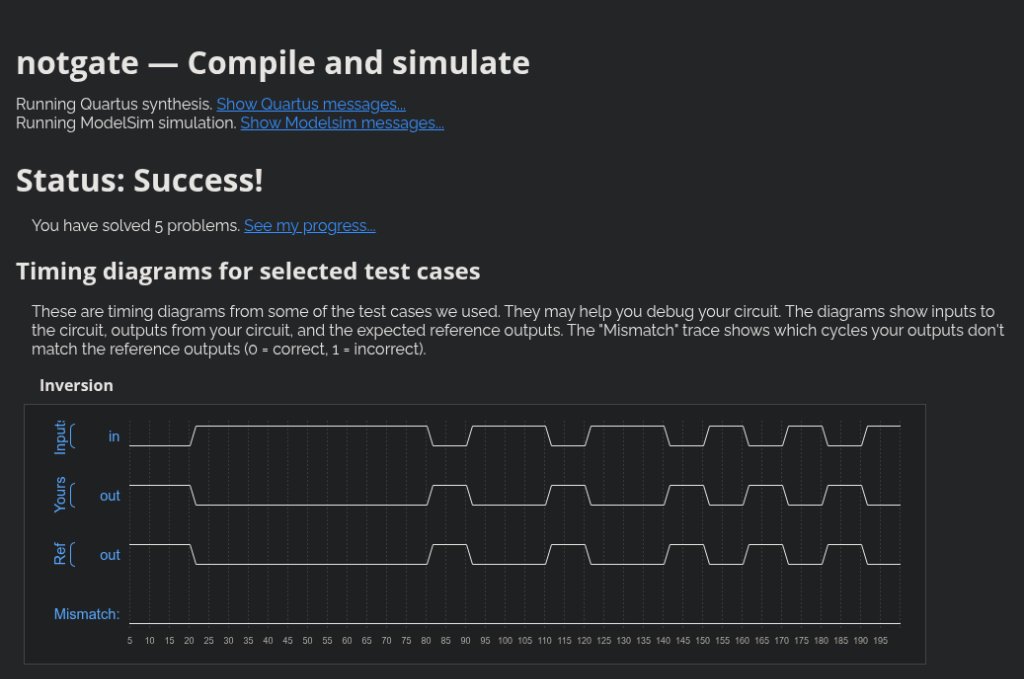 notgate — Compile and simulate
Running Quartus synthesis. Show Quartus messages...
Running ModelSim simulation. Show Modelsim messages...
Status: Success!
You have solved 5 problems. See my progress...
Timing diagrams for selected test cases
These are timing diagrams from some of the test cases we used. They may help you debug your circuit. The diagrams show inputs to
the circuit, outputs from your circuit, and the expected reference outputs. The "Mismatch" trace shows which cycles your outputs don't
match the reference outputs (0 = correct, 1 = incorrect).
Inversion
Inputs in
Yours out
Ref out
Mismatch:
5 10 15 20 25 30 35 40 45 50 55 60 65 70 75 80 85 90 95 100 105 110 115 120 125 130 135 140 145 150 155 160 165 170 175 180 185 190 195